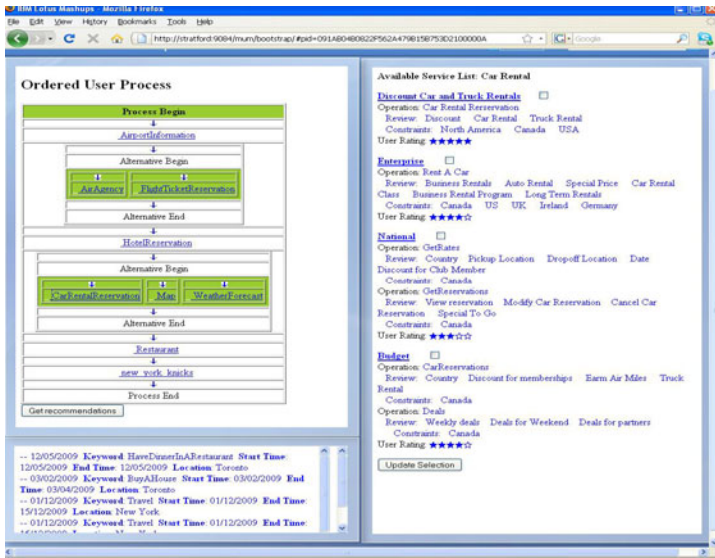 IBM Lotus Mashups - Mozilla Firefox
File Edit View History Bookmarks Tools Help
http://stratford:9084/mum/bootstrap/#pid=091AB04B0822F562A479B15B753D2100000A
Google
Ordered User Process
Process Begin
AirportInformation
Alternative Begin
AirAgency FlightTicketReservation
Alternative End
HotelReservation
Alternative Begin
CarRentalReservation Map WeatherForecast
Alternative End
Restaurant
new york knicks
Process End
Get recommendations
-- 12/05/2009 Keyword: HaveDinnerInARestaurant Start Time:
12/05/2009 End Time: 12/05/2009 Location: Toronto
-- 03/02/2009 Keyword: BuyAHouse Start Time: 03/02/2009 End
Time: 03/04/2009 Location: Toronto
-- 01/12/2009 Keyword: Travel Start Time: 01/12/2009 End Time:
15/12/2009 Location: New York
-- 01/12/2009 Keyword: Travel Start Time: 01/12/2009 End Time:
Available Service List: Car Rental
Discount Car and Truck Rentals
Operation: Car Rental Rerservation
Review: Discount Car Rental Truck Rental
Constraints: North America Canada USA
User Rating: ★★★★★
Enterprise
Operation: Rent A Car
Review: Business Rentals Auto Rental Special Price Car Rental
Class Business Rental Program Long Term Rentals
Constraints: Canada US UK Ireland Germany
User Rating: ★★★★☆
National
Operation: GetRates
Review: Country Pickup Location Dropoff Location Date
Discount for Club Member
Constraints: Canada
Operation: GetReservations
Review: View reservation Modify Car Reservation Cancel Car
Reservation Special To Go
Constraints: Canada
User Rating: ★★★☆☆
Budget
Operation: CarReservations
Review: Country Discount for memberships Earm Air Miles Truck
Rental
Constraints: Canada
Operation: Deals
Review: Weekly deals Deals for Weekend Deals for partners
Constraints: Canada
User Rating: ★★★★☆
Update Selection